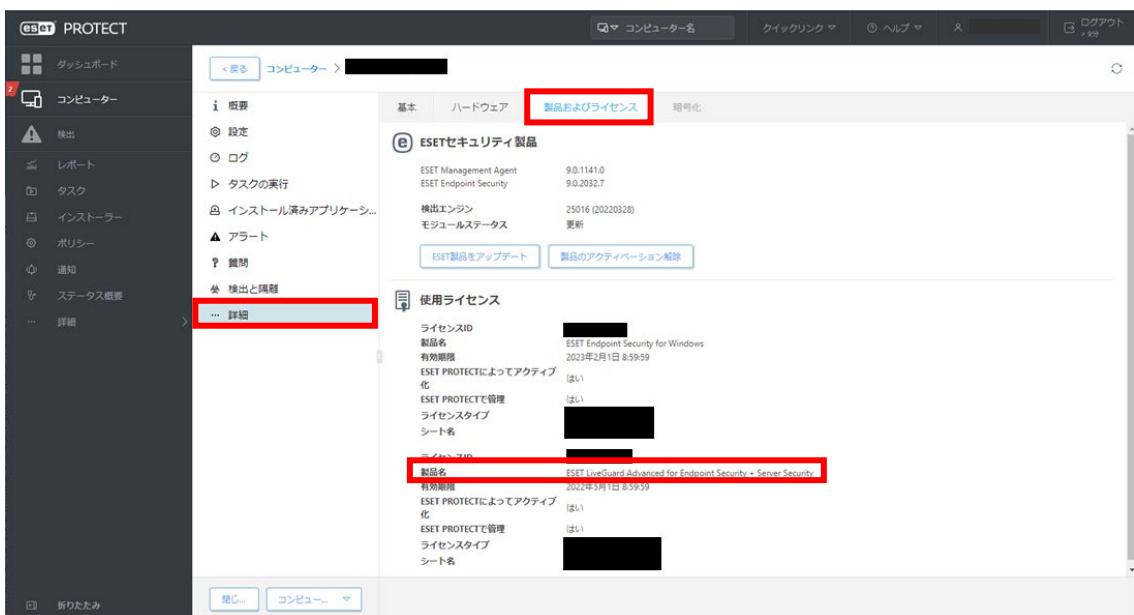 eset PROTECT
コンピューター名
クイックリンク
ヘルプ
ログアウト
> 9分
ダッシュボード
2
コンピューター
検出
レポート
タスク
インストーラー
ポリシー
通知
ステータス概要
… 詳細
折りたたみ
<戻る コンピューター >
概要
設定
ログ
タスクの実行
インストール済みアプリケーシ...
アラート
質問
検出と隔離
… 詳細
閉じ... コンピュー...
基本 ハードウェア 製品およびライセンス 暗号化
ESETセキュリティ製品
ESET Management Agent 9.0.1141.0
ESET Endpoint Security 9.0.2032.7
検出エンジン 25016 (20220328)
モジュールステータス 更新
ESET製品をアップデート 製品のアクティベーション解除
使用ライセンス
ライセンスID
製品名 ESET Endpoint Security for Windows
有効期限 2023年2月1日 8:59:59
ESET PROTECTによってアクティブ
化 はい
ESET PROTECTで管理 はい
ライセンスタイプ
シート名
ライセンスID
製品名 ESET LiveGuard Advanced for Endpoint Security + Server Security
有効期限 2022年5月1日 8:59:59
ESET PROTECTによってアクティブ
化 はい
ESET PROTECTで管理 はい
ライセンスタイプ
シート名